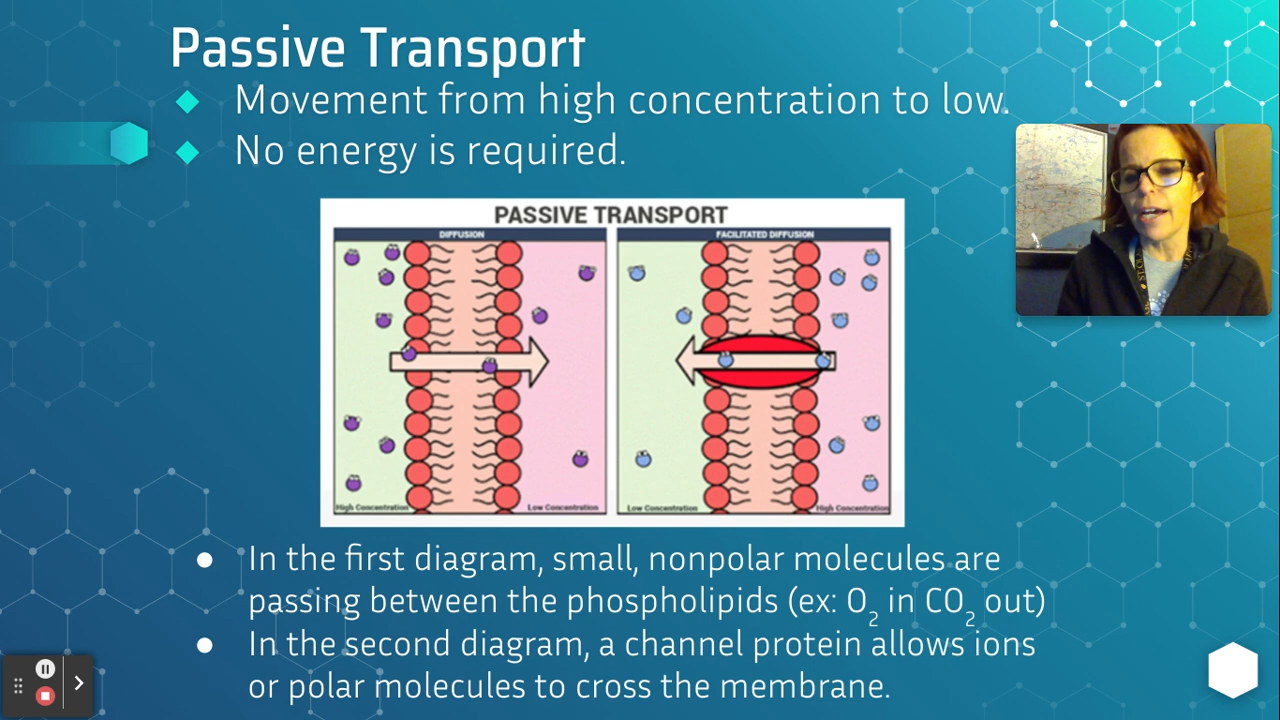 Passive Transport
◆ Movement from high concentration to low.
◆ No energy is required.
PASSIVE TRANSPORT
DIFFUSION
FACILITATED DIFFUSION
High Concentration
Low Concentration
Low Concentration
High Concentration
● In the first diagram, small, nonpolar molecules are
passing between the phospholipids (ex: O₂ in CO₂ out)
● In the second diagram, a channel protein allows ions
or polar molecules to cross the membrane.